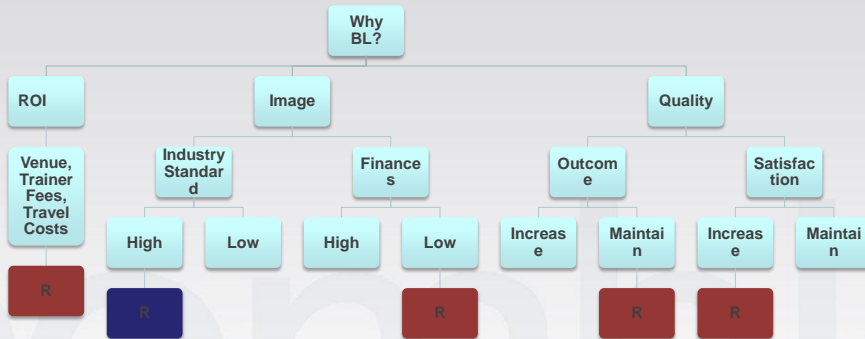 Why
BL?
ROI
Image
Quality
Venue,
Trainer
Fees,
Travel
Costs
Industry
Standar
d
Finance
s
Outcom
e
Satisfac
tion
High
Low
High
Low
Increas
e
Maintai
n
Increas
e
Maintai
n
R
R
R
R
R